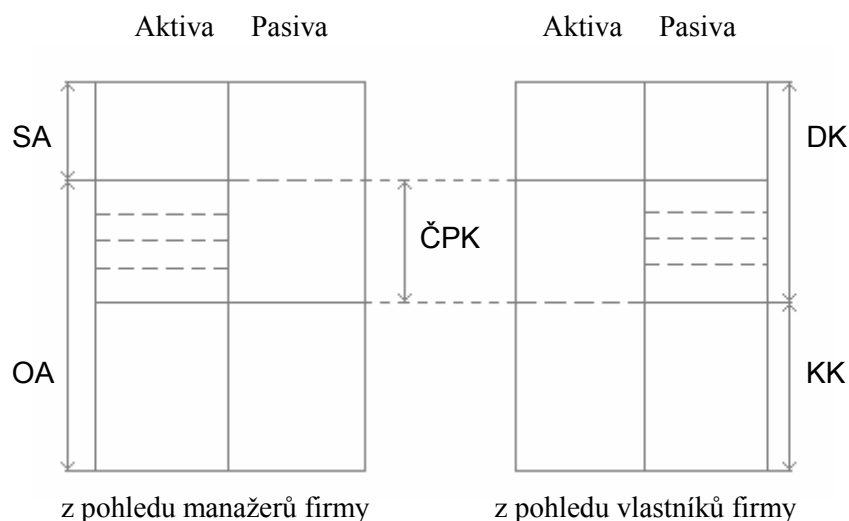 Aktiva Pasiva
Aktiva Pasiva
SA
DK
ČPK
OA
KK
z pohledu manažerů firmy
z pohledu vlastníků firmy